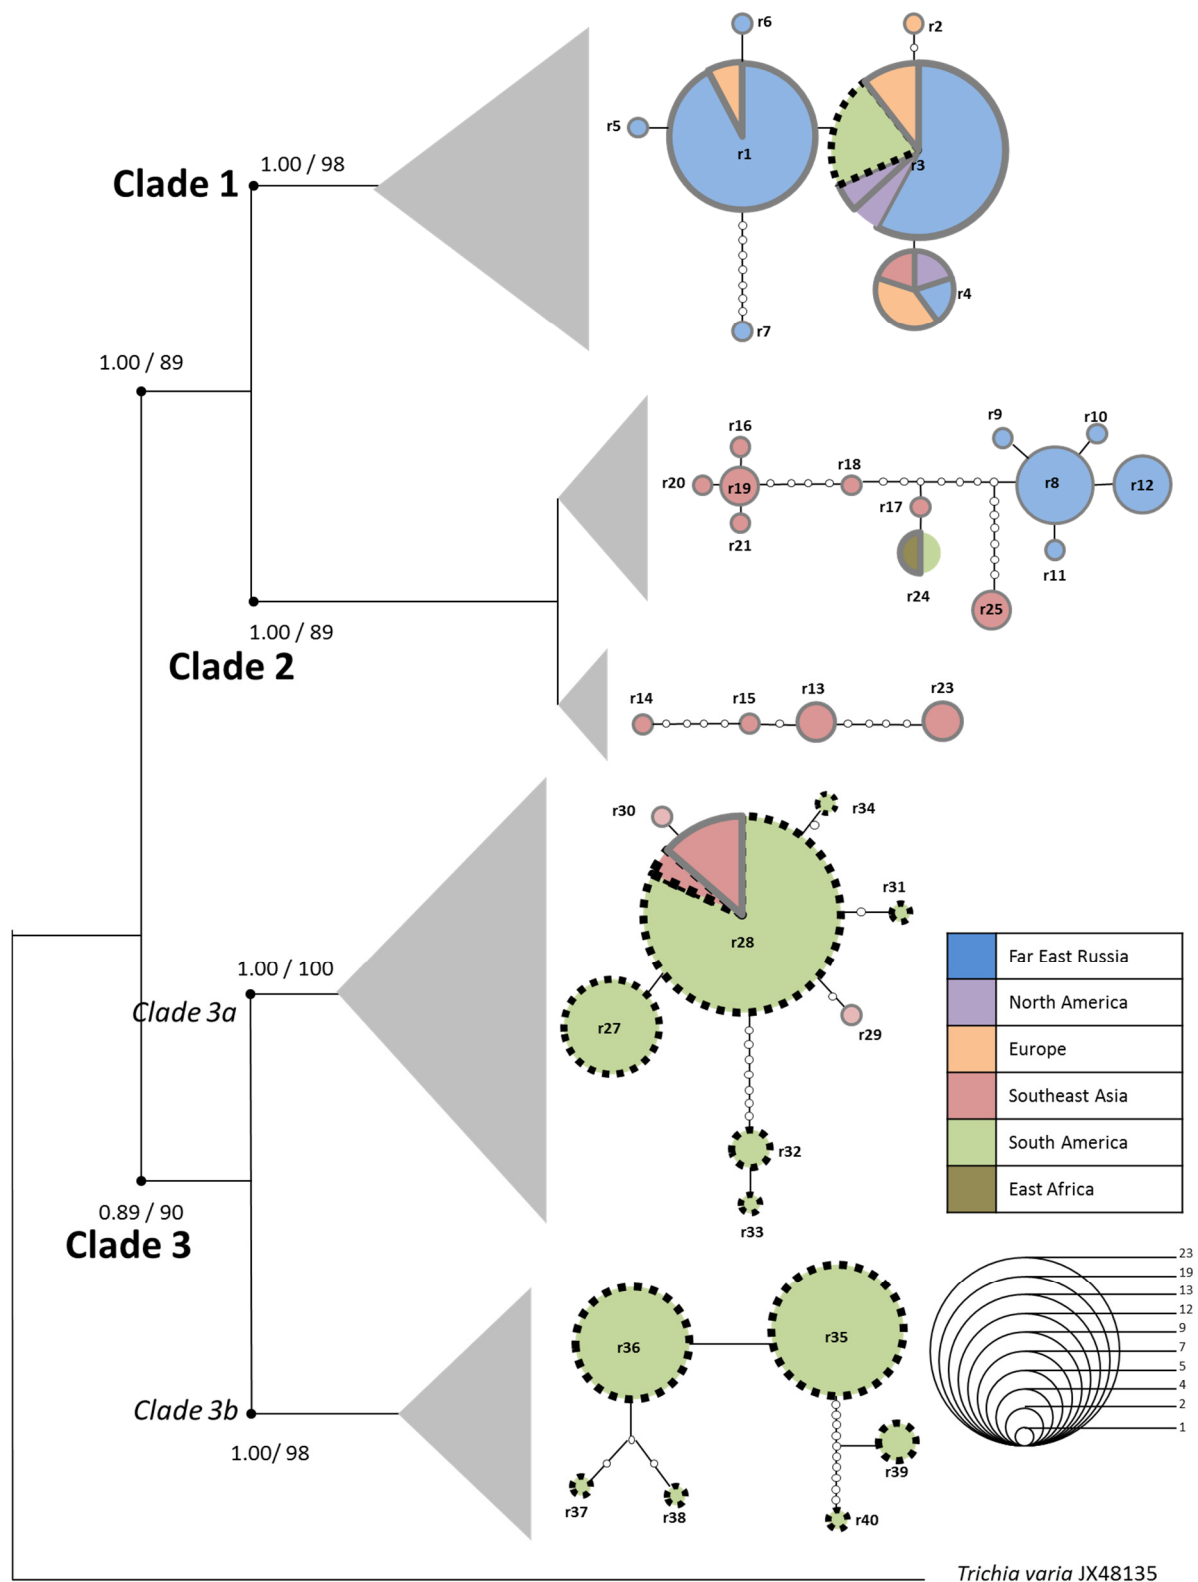 r6
r2
r5
1.00 / 98
Clade 1
r1
r3
r4
r7
1.00 / 89
r16
r9
r10
r20
r19
r18
r8
r12
r17
r21
r11
r24
r25
1.00 / 89
Clade 2
r14
r15
r13
r23
r30
r34
r31
r28
1.00 / 100
Clade 3a
r27
r29
r32
r33
0.89 / 90
Clade 3
Far East Russia
North America
Europe
Southeast Asia
South America
East Africa
23
19
13
12
9
7
5
4
2
1
r36
r35
Clade 3b
1.00/ 98
r39
r37
r38
r40
Trichia varia JX48135